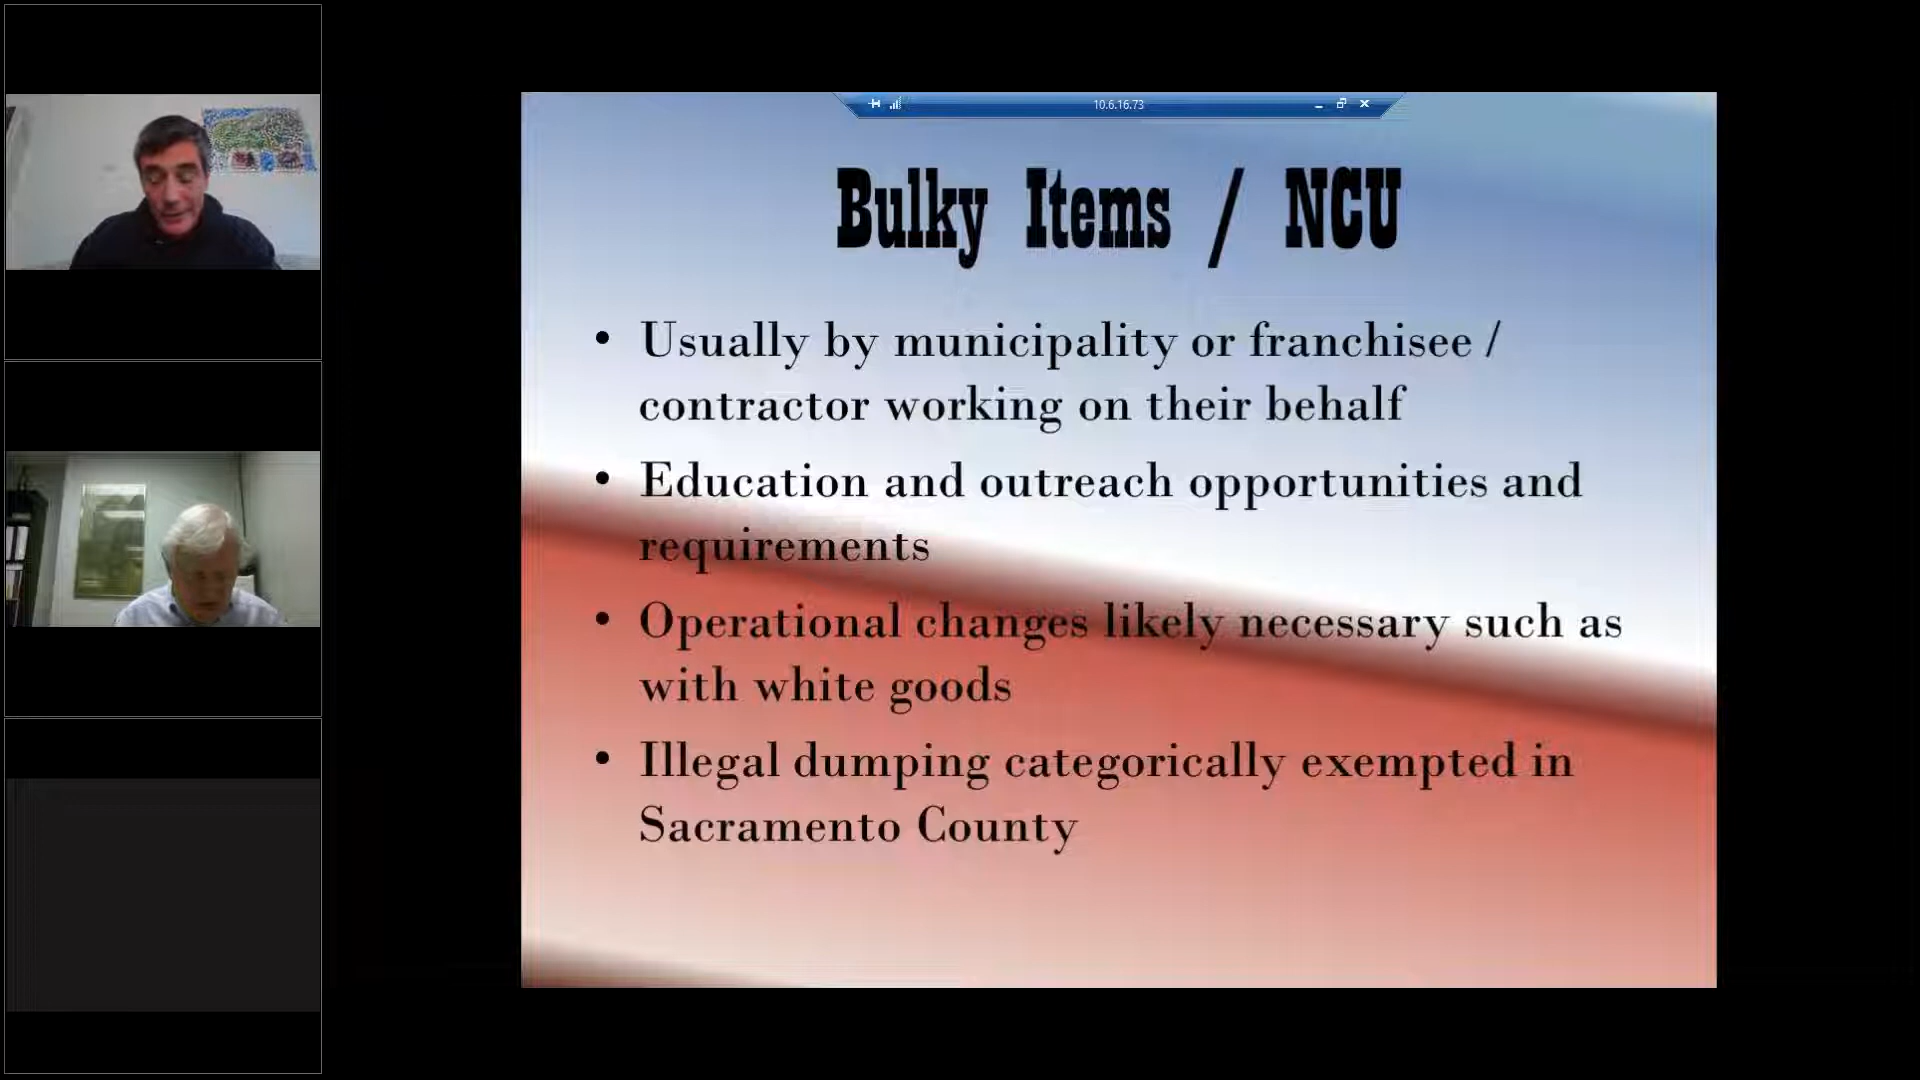 10.6.16.73
Bulky Items / NCU
• Usually by municipality or franchisee /
contractor working on their behalf
• Education and outreach opportunities and
requirements
• Operational changes likely necessary such as
with white goods
• Illegal dumping categorically exempted in
Sacramento County